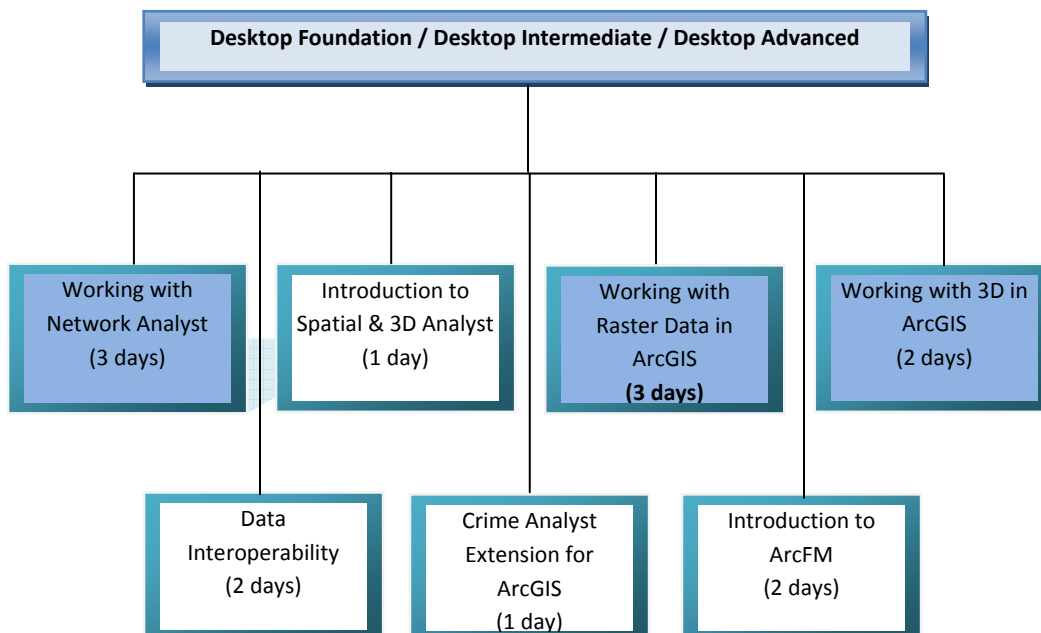 Desktop Foundation / Desktop Intermediate / Desktop Advanced
Working with
Network Analyst
(3 days)
Introduction to
Spatial & 3D Analyst
(1 day)
Working with
Raster Data in
ArcGIS
(3 days)
Working with 3D in
ArcGIS
(2 days)
Data
Interoperability
(2 days)
Crime Analyst
Extension for
ArcGIS
(1 day)
Introduction to
ArcFM
(2 days)